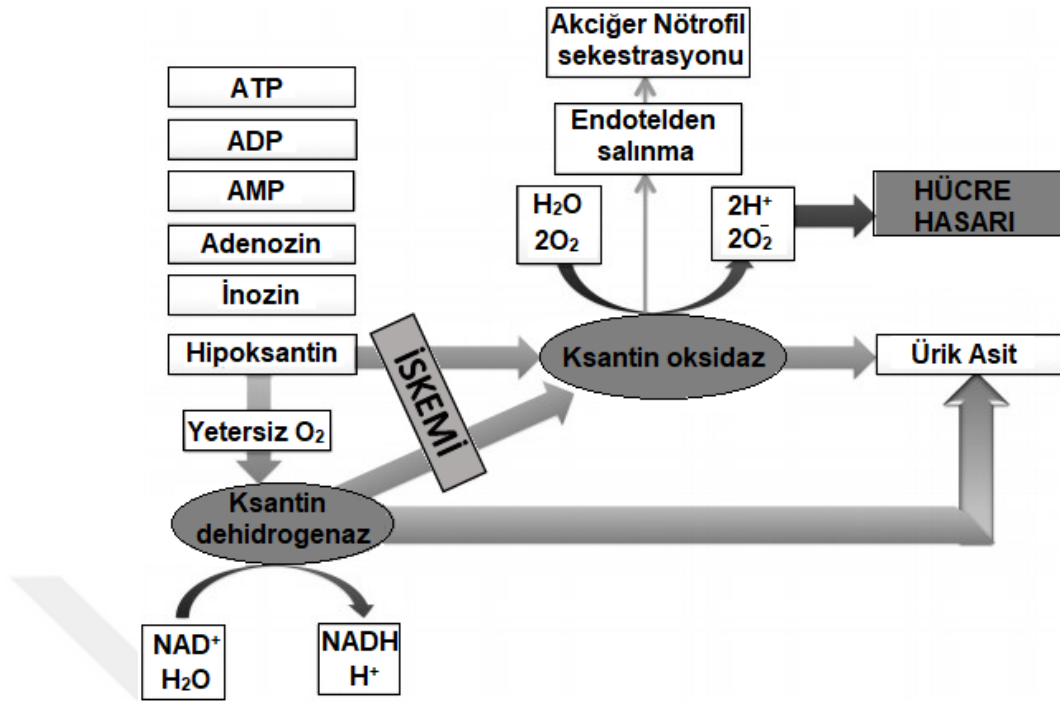 Akciğer Nötrofil
sekestrasyonu
ATP
ADP
AMP
Adenozin
İnozin
Hipoksantin
Endotelden
salınma
H₂O
2O₂
2H⁺
2O₂⁻
HÜCRE
HASARI
İSKEMİ
Ksantin oksidaz
Ürik Asit
Yetersiz O₂
Ksantin
dehidrogenaz
NAD⁺
H₂O
NADH
H⁺